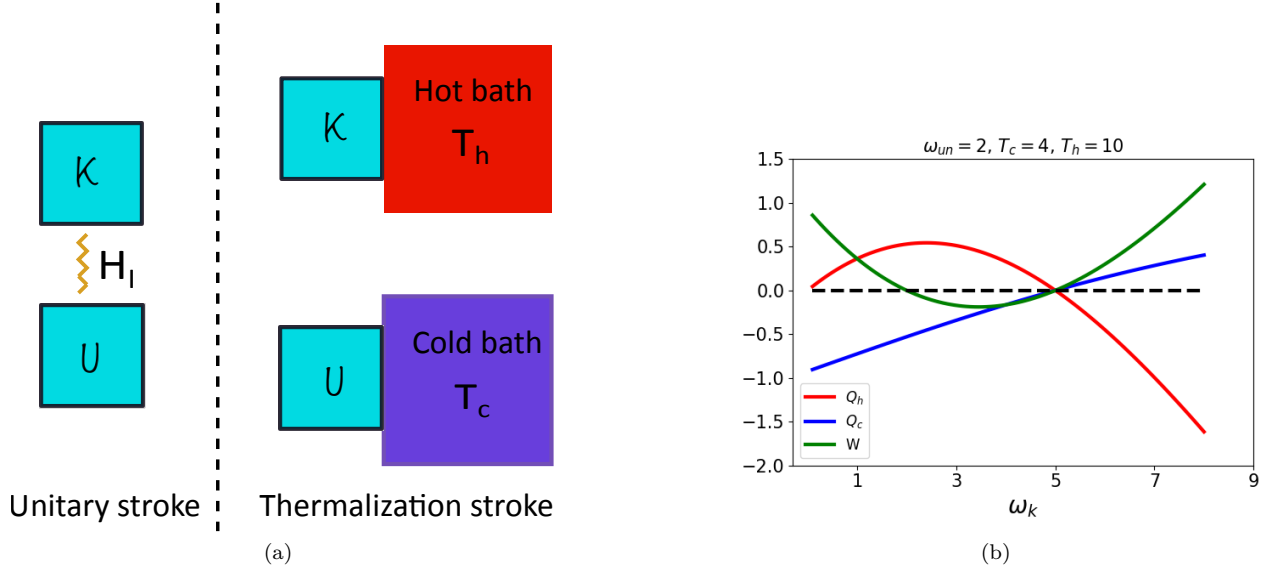 K
H_I
U
Unitary stroke
K
Hot bath
T_h
U
Cold bath
T_c
Thermalization stroke
(a)
ω_{un} = 2, T_c = 4, T_h = 10
1.5
1.0
0.5
0.0
−0.5
−1.0
−1.5
−2.0
Q_h
Q_c
W
1 3 5 7 9
ω_k
(b)